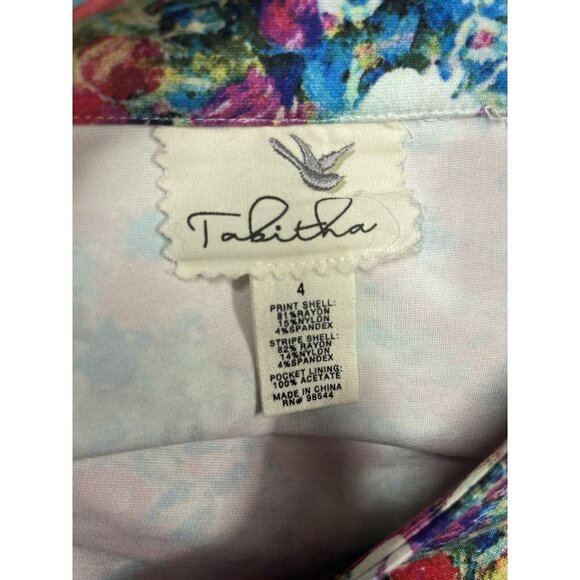 Tabitha
4
PRINT SHELL:
81%RAYON
15%NYLON
4%SPANDEX
STRIPE SHELL:
82% RAYON
14%NYLON
4%SPANDEX
POCKET LINING:
100% ACETATE
MADE IN CHINA
RN# 98544